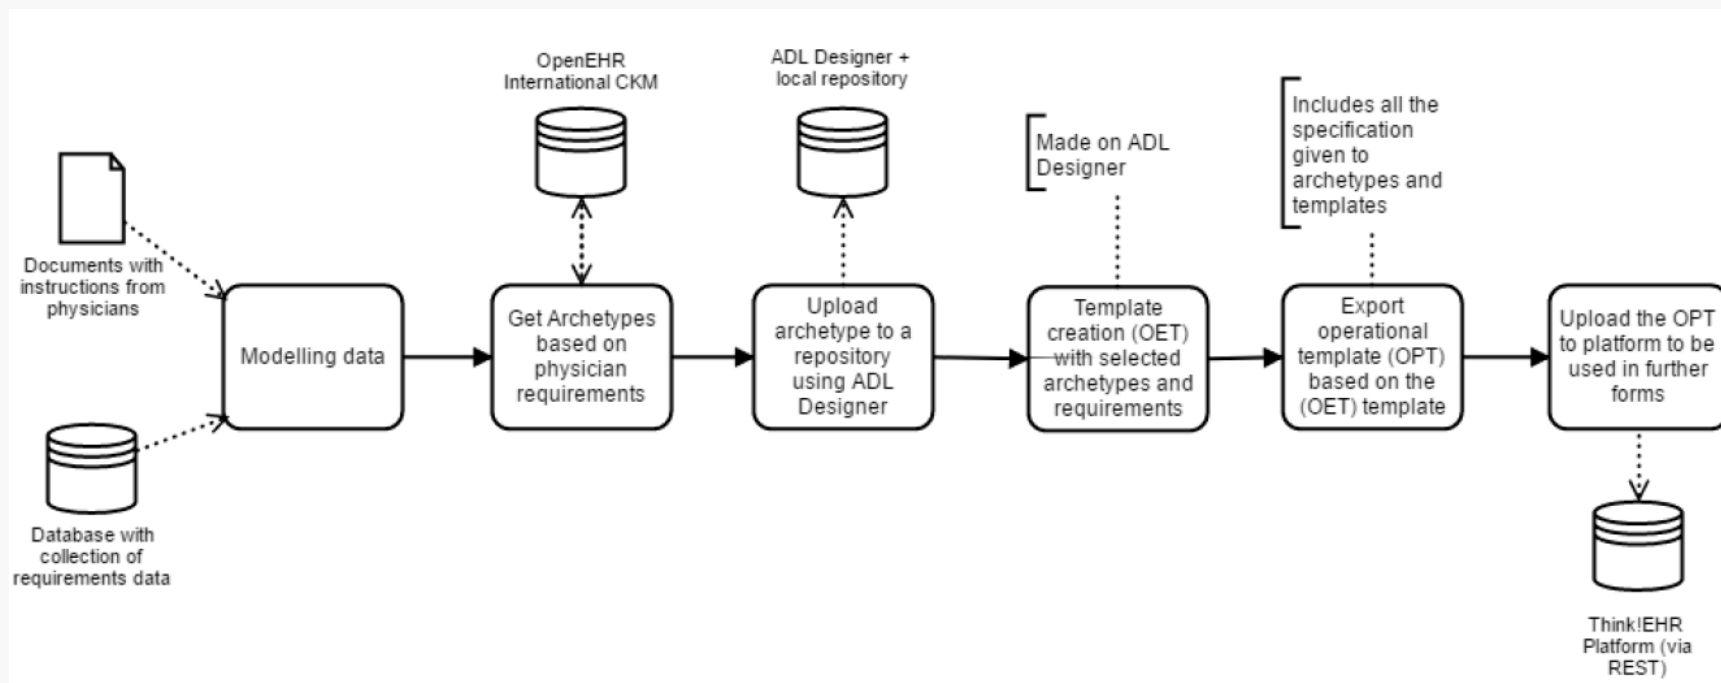 OpenEHR
International CKM
ADL Designer +
local repository
Made on ADL
Designer
Includes all the
specification
given to
archetypes and
templates
Documents with
instructions from
physicians
Modelling data
Get Archetypes
based on
physician
requirements
Upload
archetype to a
repository
using ADL
Designer
Template
creation (OET)
with selected
archetypes and
requirements
Export
operational
template (OPT)
based on the
(OET) template
Upload the OPT
to platform to be
used in further
forms
Database with
collection of
requirements data
Think!EHR
Platform (via
REST)